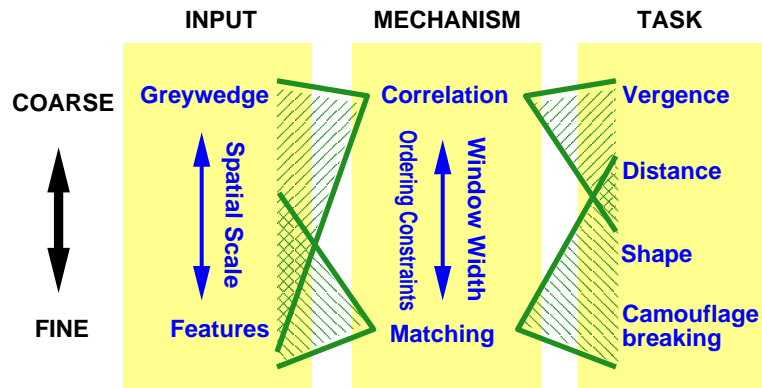 INPUT MECHANISM TASK
COARSE Greywedge Correlation Vergence
Spatial Scale
Ordering Constraints
Window Width
Distance
Shape
FINE Features Matching Camouflage
breaking